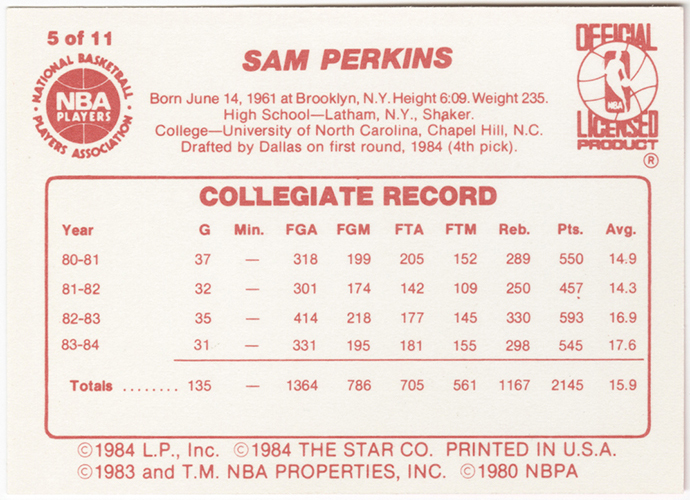 5 of 11
NATIONAL BASKETBALL
NBA
PLAYERS
PLAYERS ASSOCIATION
SAM PERKINS
OFFICIAL
NBA
LICENSED
PRODUCT
®
Born June 14, 1961 at Brooklyn, N.Y. Height 6:09. Weight 235.
High School—Latham, N.Y., Shaker.
College—University of North Carolina, Chapel Hill, N.C.
Drafted by Dallas on first round, 1984 (4th pick).
COLLEGIATE RECORD
Year G Min. FGA FGM FTA FTM Reb. Pts. Avg.
80-81 37 — 318 199 205 152 289 550 14.9
81-82 32 — 301 174 142 109 250 457 14.3
82-83 35 — 414 218 177 145 330 593 16.9
83-84 31 — 331 195 181 155 298 545 17.6
Totals ........ 135 — 1364 786 705 561 1167 2145 15.9
©1984 L.P., Inc. ©1984 THE STAR CO. PRINTED IN U.S.A.
©1983 and T.M. NBA PROPERTIES, INC. ©1980 NBPA